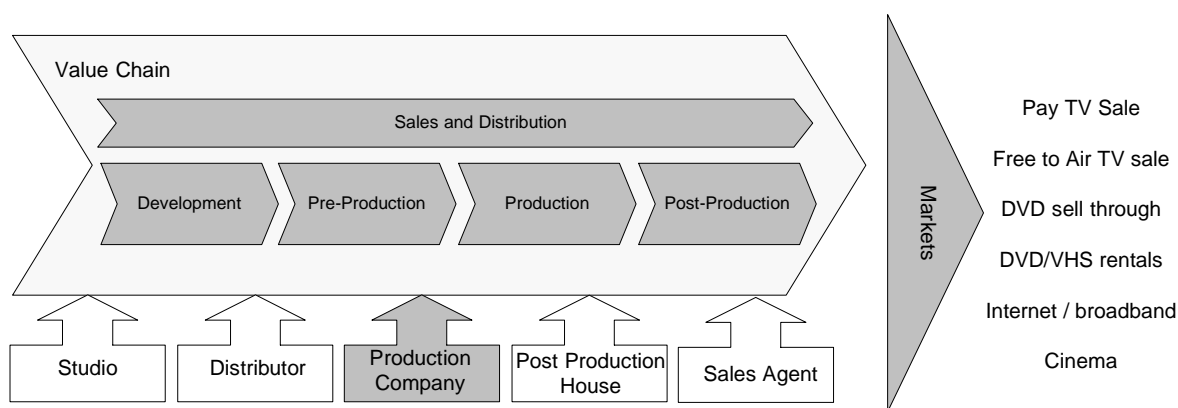 Value Chain
Sales and Distribution
Development
Pre-Production
Production
Post-Production
Studio
Distributor
Production
Company
Post Production
House
Sales Agent
Markets
Pay TV Sale
Free to Air TV sale
DVD sell through
DVD/VHS rentals
Internet / broadband
Cinema